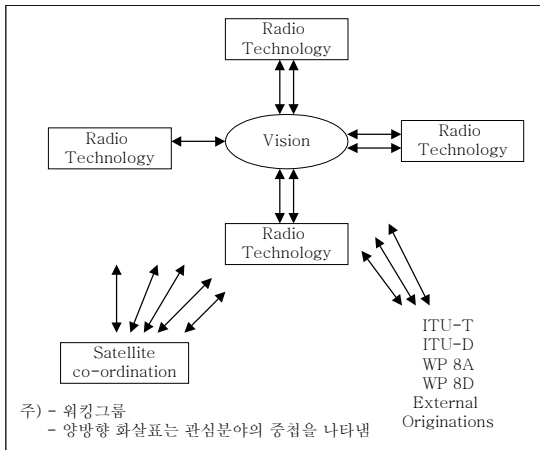 Radio
Technology
Radio
Technology
Vision
Radio
Technology
Radio
Technology
Satellite
co-ordination
ITU-T
ITU-D
WP 8A
WP 8D
External
Originations
주) - 워킹그룹
- 양방향 화살표는 관심분야의 중첩을 나타냄